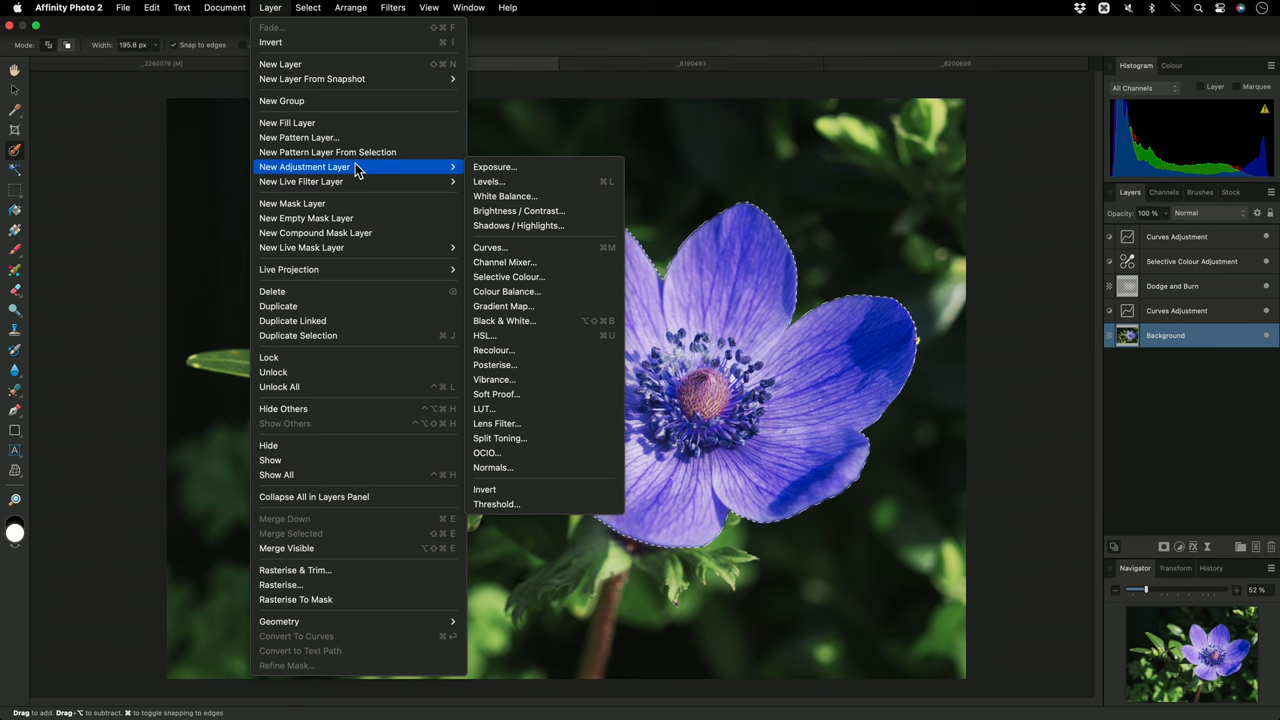 Affinity Photo 2 File Edit Text Document Layer Select Arrange Filters View Window Help
Mode: Width: 195.8 px Snap to edges
_2260079 [M] _8190493 _8200699
Fade... ⇧⌘ F
Invert ⌘ I
New Layer ⇧⌘ N
New Layer From Snapshot
New Group
New Fill Layer
New Pattern Layer...
New Pattern Layer From Selection
New Adjustment Layer
New Live Filter Layer
New Mask Layer
New Empty Mask Layer
New Compound Mask Layer
New Live Mask Layer
Live Projection
Delete ⌫
Duplicate
Duplicate Linked
Duplicate Selection ⌘ J
Lock
Unlock
Unlock All ^⌘ L
Hide Others ^⌥⌘ H
Show Others ^⌥⇧⌘ H
Hide
Show
Show All ^⌘ H
Collapse All in Layers Panel
Merge Down ⌘ E
Merge Selected ⇧⌘ E
Merge Visible ⌥⇧⌘ E
Rasterise & Trim...
Rasterise...
Rasterise To Mask
Geometry
Convert To Curves ⌘↩
Convert to Text Path
Refine Mask...
Exposure...
Levels... ⌘L
White Balance...
Brightness / Contrast...
Shadows / Highlights...
Curves... ⌘M
Channel Mixer...
Selective Colour...
Colour Balance...
Gradient Map...
Black & White... ⌥⇧⌘B
HSL... ⌘U
Recolour...
Posterise...
Vibrance...
Soft Proof...
LUT...
Lens Filter...
Split Toning...
OCIO...
Normals...
Invert
Threshold...
Histogram Colour
All Channels Layer Marquee
Layers Channels Brushes Stock
Opacity: 100 % Normal
Curves Adjustment
Selective Colour Adjustment
Dodge and Burn
Curves Adjustment
Background
Navigator Transform History
52 %
Drag to add. Drag+⌥ to subtract. ⌘ to toggle snapping to edges